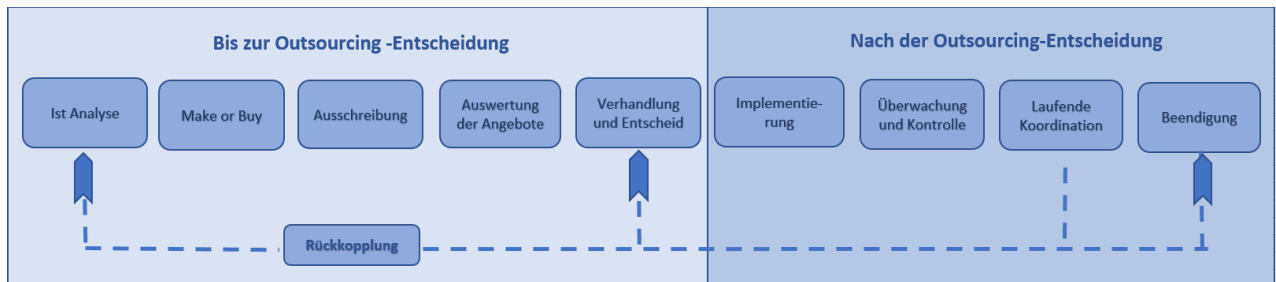 Bis zur Outsourcing -Entscheidung
Nach der Outsourcing-Entscheidung
Ist Analyse
Make or Buy
Ausschreibung
Auswertung
der Angebote
Verhandlung
und Entscheid
Implementie-
rung
Überwachung
und Kontrolle
Laufende
Koordination
Beendigung
Rückkopplung